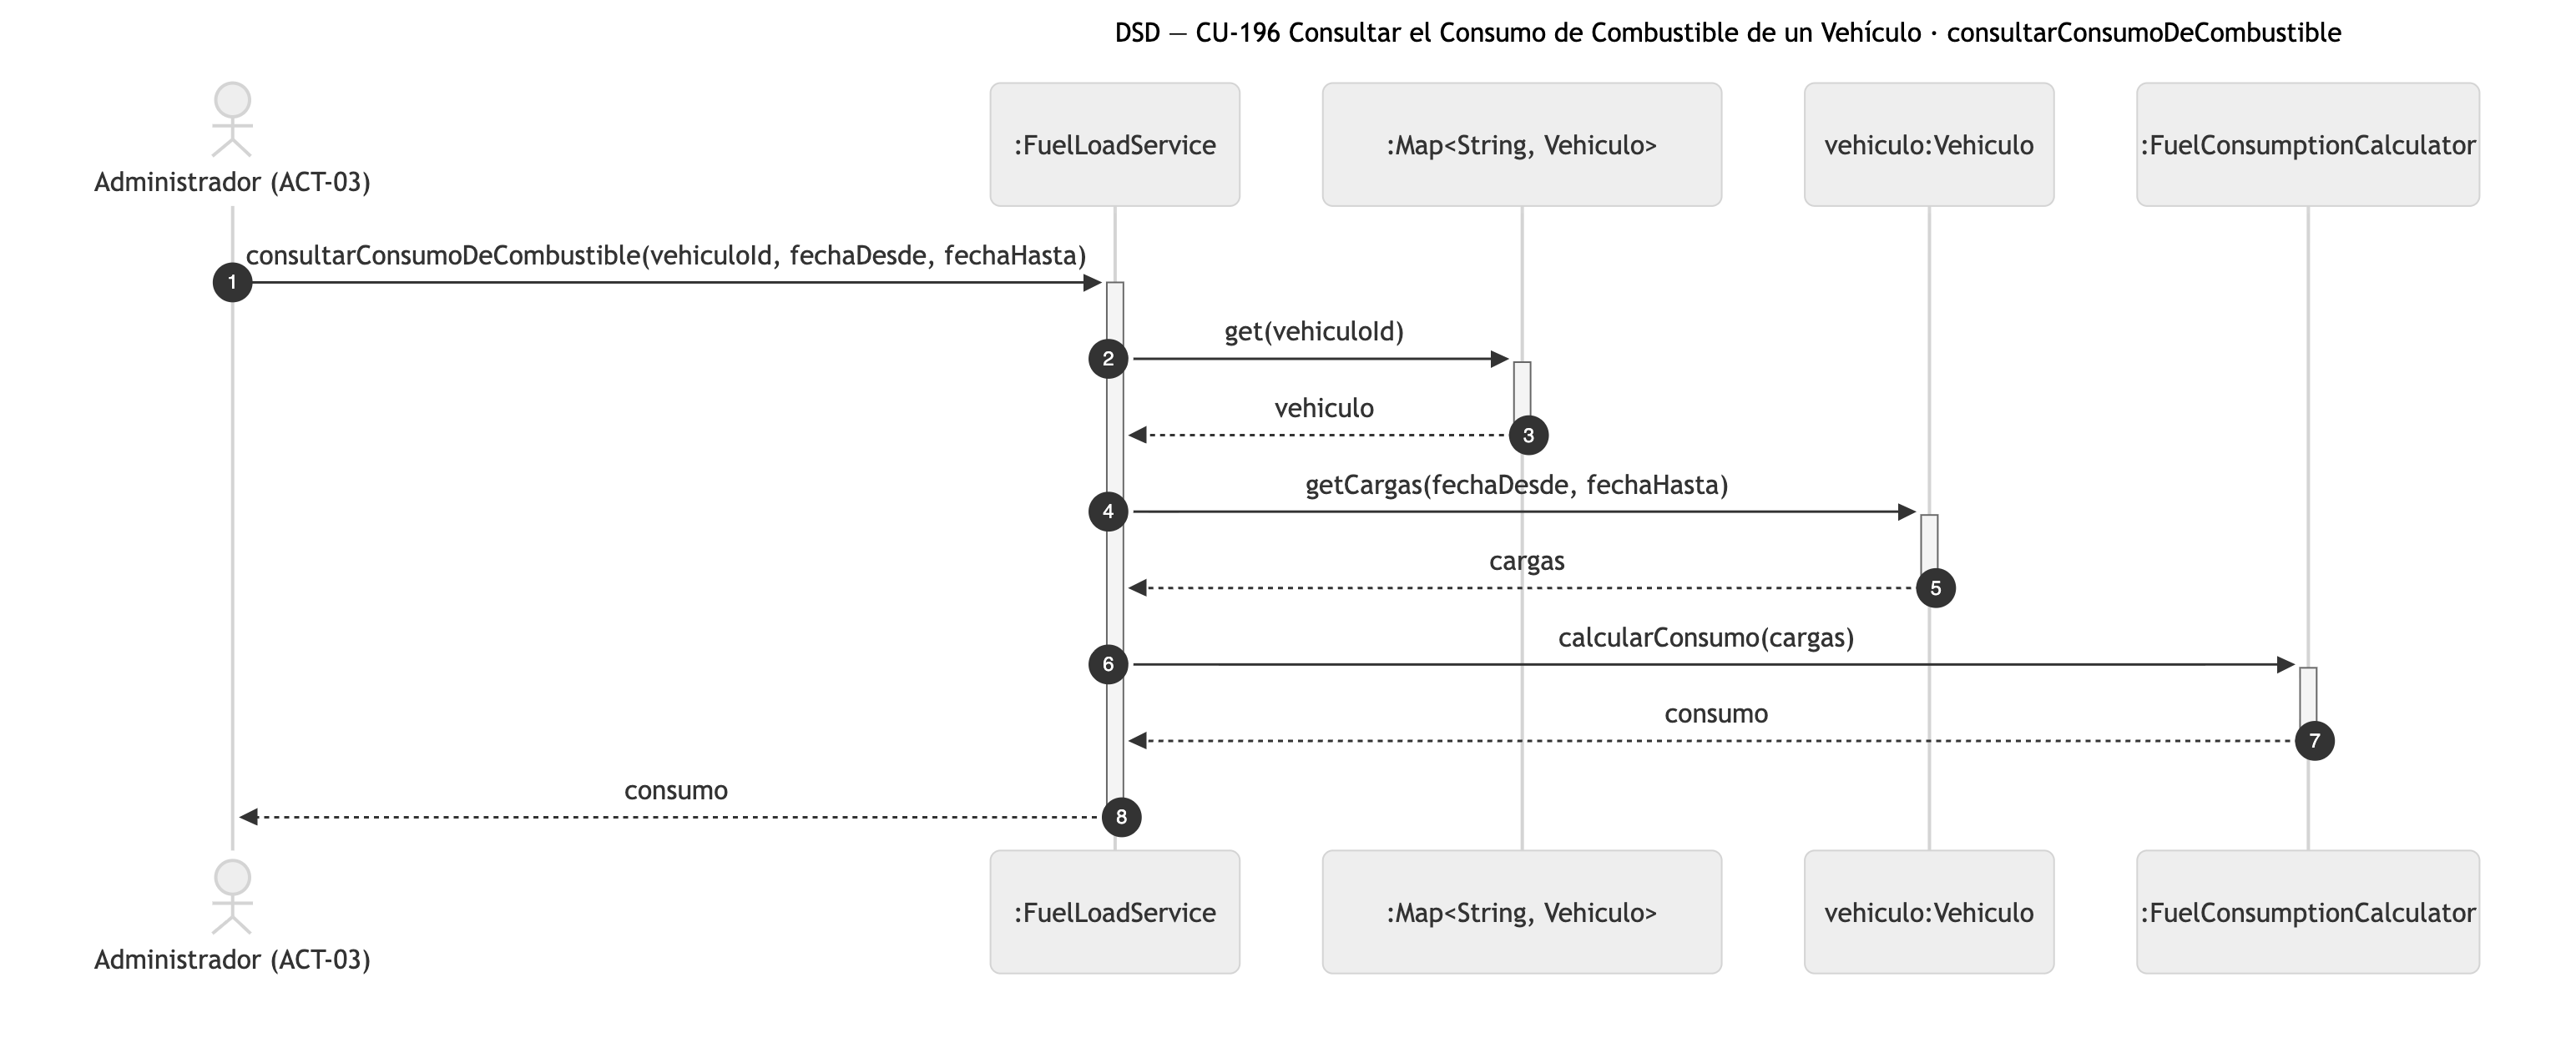 DSD — CU-196 Consultar el Consumo de Combustible de un Vehículo · consultarConsumoDeCombustible
Administrador (ACT-03)
:FuelLoadService
:Map<String, Vehiculo>
vehiculo:Vehiculo
:FuelConsumptionCalculator
consultarConsumoDeCombustible(vehiculoId, fechaDesde, fechaHasta)
1
get(vehiculoId)
2
vehiculo
3
getCargas(fechaDesde, fechaHasta)
4
cargas
5
calcularConsumo(cargas)
6
consumo
7
consumo
8
Administrador (ACT-03)
:FuelLoadService
:Map<String, Vehiculo>
vehiculo:Vehiculo
:FuelConsumptionCalculator